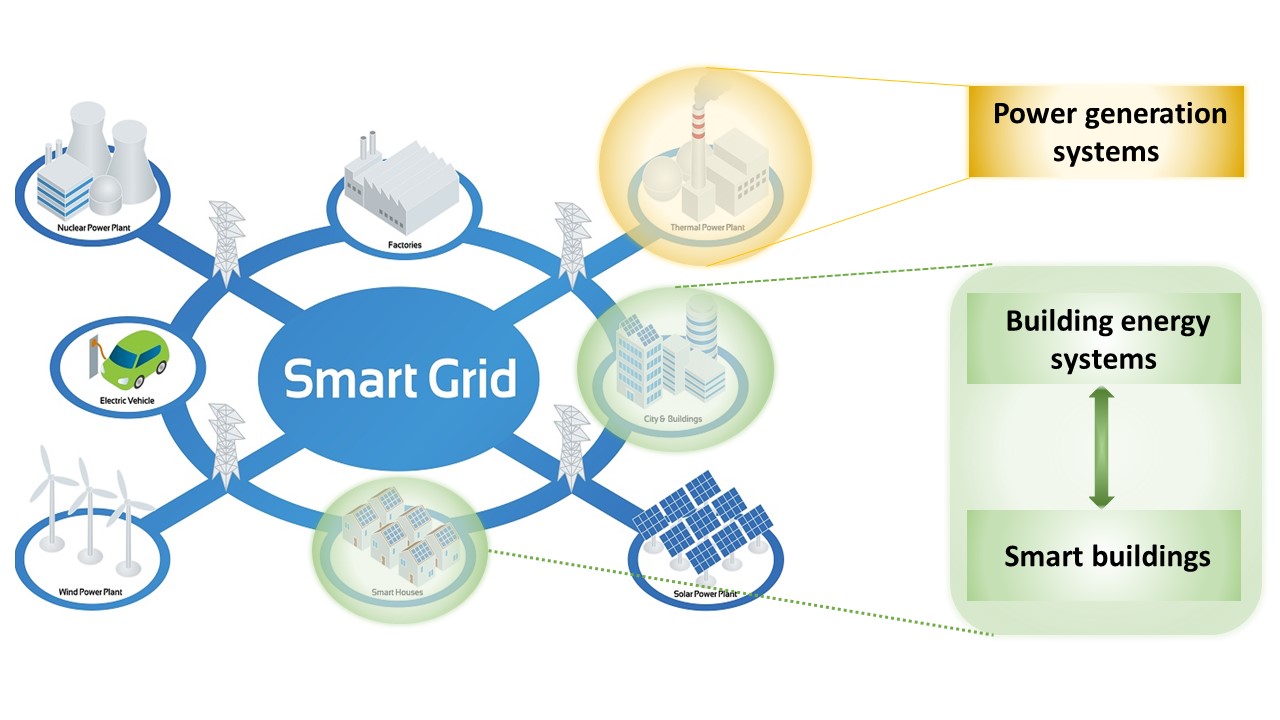 Nuclear Power Plant
Factories
Thermal Power Plant
Power generation
systems
Electric Vehicle
Smart Grid
City & Buildings
Building energy
systems
Wind Power Plant
Smart Houses
Solar Power Plant
Smart buildings